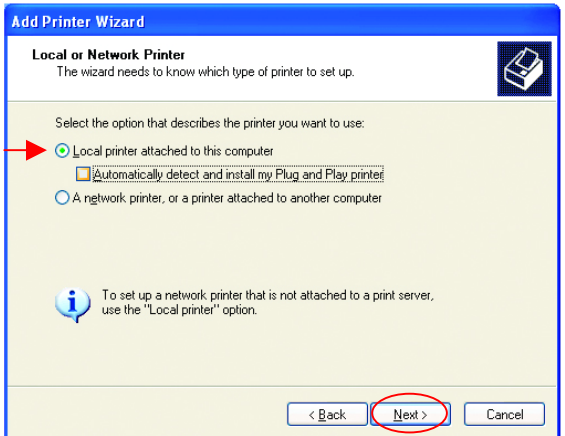 Add Printer Wizard
Local or Network Printer
The wizard needs to know which type of printer to set up.
Select the option that describes the printer you want to use:
Local printer attached to this computer
Automatically detect and install my Plug and Play printer
A network printer, or a printer attached to another computer
To set up a network printer that is not attached to a print server,
use the "Local printer" option.
< Back
Next >
Cancel